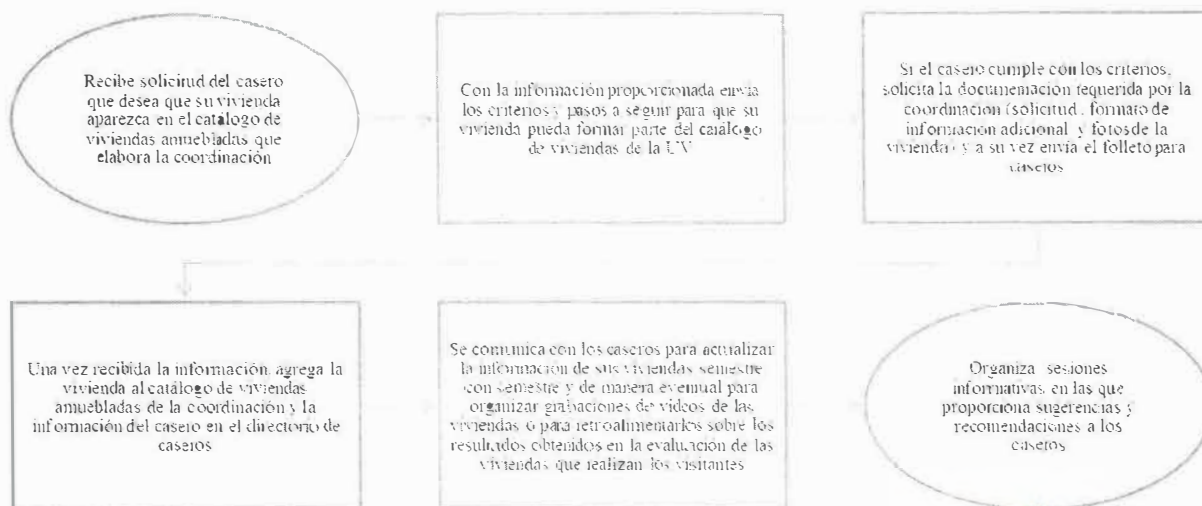 Recibe solicitud del casero
que desea que su vivienda
aparezca en el catálogo de
viviendas amuebladas que
elabora la coordinación
Con la información proporcionada envia
los criterios y pasos a seguir para que su
vivienda pueda formar parte del catálogo
de viviendas de la UV
Si el casero cumple con los criterios,
solicita la documentación requerida por la
coordinación (solicitud, formato de
información adicional y fotos de la
vivienda) y a su vez envía el folleto para
caseros
Una vez recibida la información, agrega la
vivienda al catálogo de viviendas
amuebladas de la coordinación y la
información del casero en el directorio de
caseros
Se comunica con los caseros para actualizar
la información de sus viviendas semestre
con semestre y de manera eventual para
organizar grabaciones de videos de las
viviendas o para retroalimentarlos sobre los
resultados obtenidos en la evaluación de las
viviendas que realizan los visitantes
Organiza sesiones
informativas en las que
proporciona sugerencias y
recomendaciones a los
caseros